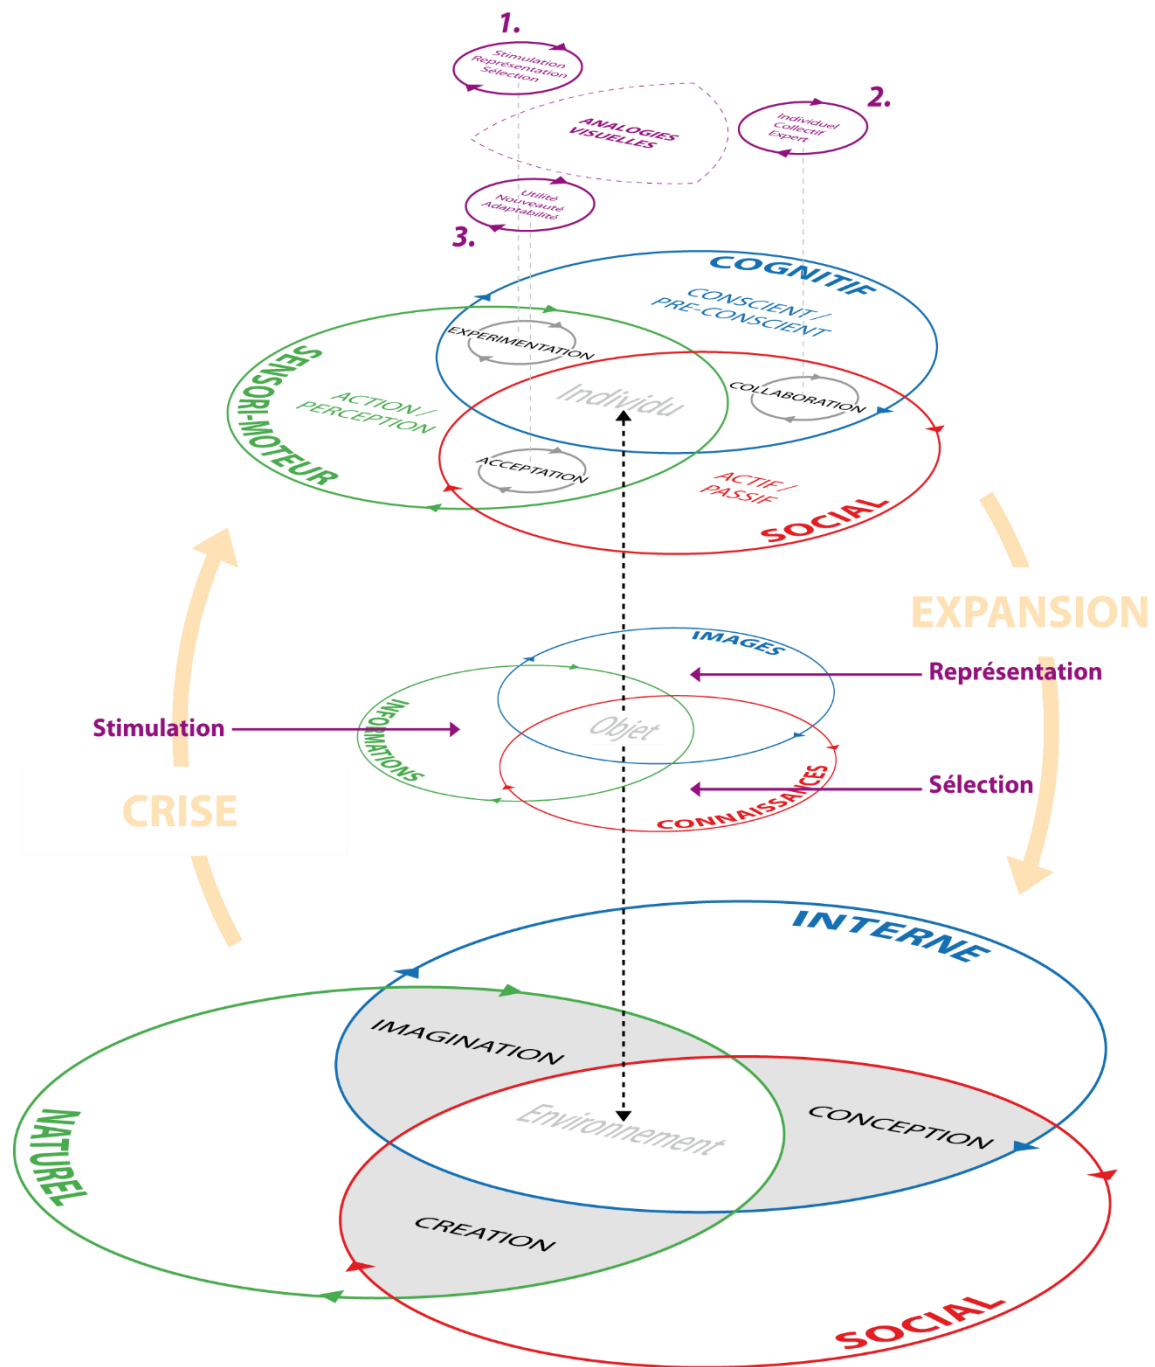 1.
Stimulation
Représentation
Sélection
ANALOGIES
VISUELLES
2.
Individuel
Collectif
Expert
Utilité
Nouveauté
Adaptabilité
3.
COGNITIF
CONSCIENT /
PRE-CONSCIENT
EXPERIMENTATION
SENSORI-MOTEUR
ACTION /
PERCEPTION
Individu
COLLABORATION
ACCEPTATION
ACTIF /
PASSIF
SOCIAL
EXPANSION
IMAGES
Représentation
Stimulation
INFORMATIONS
Objet
Sélection
CONNAISSANCES
CRISE
INTERNE
IMAGINATION
NATUREL
Environnement
CONCEPTION
CREATION
SOCIAL